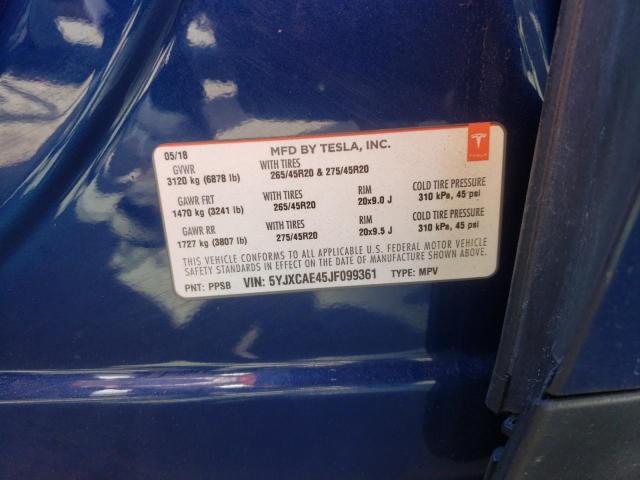 05/18 MFD BY TESLA, INC.
TESLA
GVWR WITH TIRES
3120 kg (6878 lb) 265/45R20 & 275/45R20
GAWR FRT WITH TIRES RIM COLD TIRE PRESSURE
1470 kg (3241 lb) 265/45R20 20x9.0 J 310 kPa, 45 psi
GAWR RR WITH TIRES RIM COLD TIRE PRESSURE
1727 kg (3807 lb) 275/45R20 20x9.5 J 310 kPa, 45 psi
THIS VEHICLE CONFORMS TO ALL APPLICABLE U.S. FEDERAL MOTOR VEHICLE
SAFETY STANDARDS IN EFFECT ON THE DATE OF MANUFACTURE SHOWN ABOVE.
PNT: PPSB VIN: 5YJXCAE45JF099361 TYPE: MPV